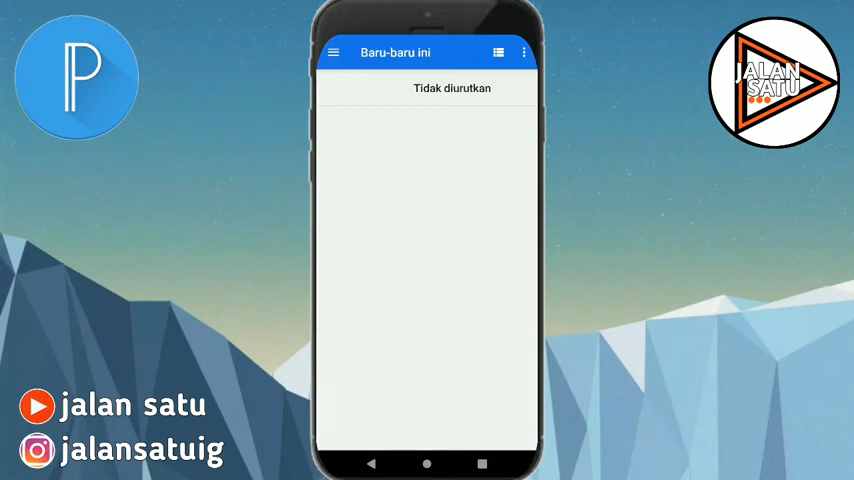 Baru-baru ini
Tidak diurutkan
P
JALAN
SATU
jalan satu
jalansatuig